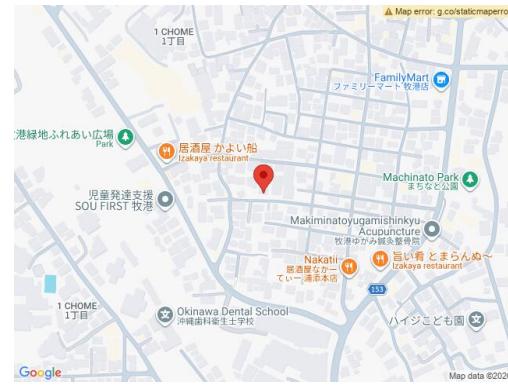 Map error: g.co/staticmaperro
1 CHOME
1丁目
FamilyMart
ファミリーマート 牧港店
港緑地ふれあい広場
Park
居酒屋 かよい船
Izakaya restaurant
Machinato Park
まちなと公園
児童発達支援
SOU FIRST 牧港
Makiminatoyugamishinkyu
Acupuncture
牧港ゆがみ鍼灸整骨院
Nakatii
居酒屋なかー
てぃー 浦添本店
旨い肴 とまらんぬ～
Izakaya restaurant
153
1 CHOME
1丁目
Okinawa Dental School
沖縄歯科衛生士学校
ハイジこども園
Google
Map data ©202